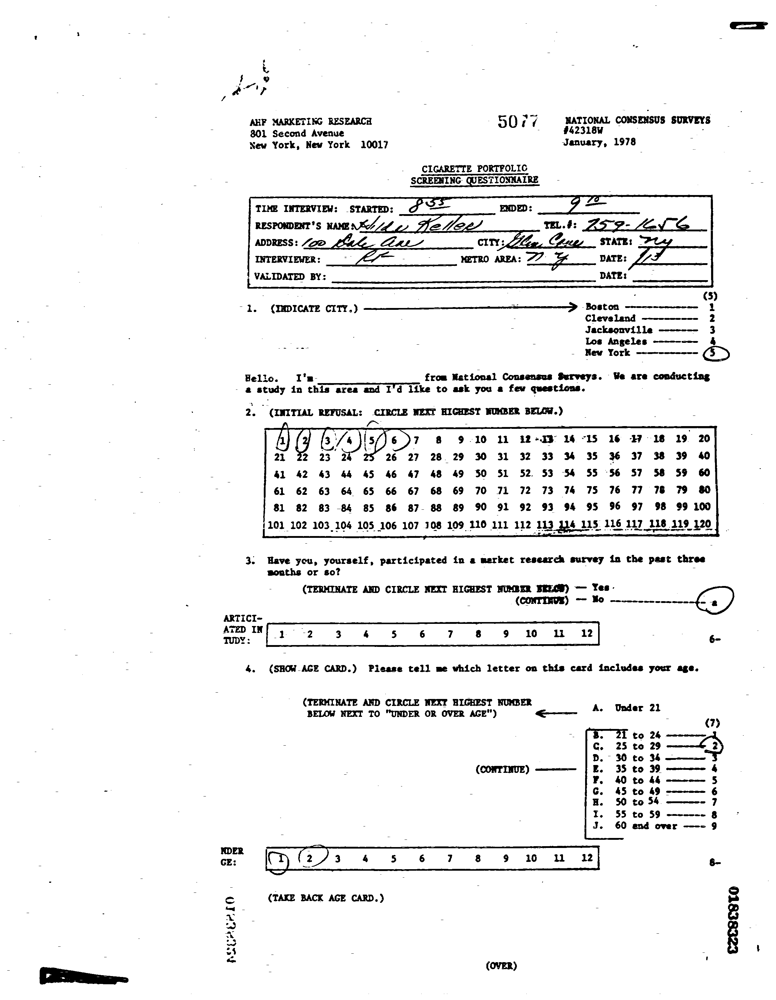 AHF MARKETING RESEARCH
801 Second Avenue
New York, New York 10017
5077
NATIONAL CONSENSUS SURVEYS
#42318W
January, 1978
CIGARETTE PORTFOLIO
SCREENING QUESTIONNAIRE
TIME INTERVIEW: STARTED: 8 55 ENDED: 9 10
RESPONDENT'S NAME: Hilda Keller TEL.#: 759-1656
ADDRESS: 100 Dale Ave CITY: Glen Cove STATE: NY
INTERVIEWER: METRO AREA: N Y DATE: 1/13
VALIDATED BY: DATE:
(5)
1. (INDICATE CITY.) Boston 1
Cleveland 2
Jacksonville 3
Los Angeles 4
New York 5
Hello. I'm from National Consensus Surveys. We are conducting
a study in this area and I'd like to ask you a few questions.
2. (INITIAL REFUSAL: CIRCLE NEXT HIGHEST NUMBER BELOW.)
1 2 3 4 5 6 7 8 9 10 11 12 13 14 15 16 17 18 19 20
21 22 23 24 25 26 27 28 29 30 31 32 33 34 35 36 37 38 39 40
41 42 43 44 45 46 47 48 49 50 51 52 53 54 55 56 57 58 59 60
61 62 63 64 65 66 67 68 69 70 71 72 73 74 75 76 77 78 79 80
81 82 83 84 85 86 87 88 89 90 91 92 93 94 95 96 97 98 99 100
101 102 103 104 105 106 107 108 109 110 111 112 113 114 115 116 117 118 119 120
3. Have you, yourself, participated in a market research survey in the past three
months or so?
(TERMINATE AND CIRCLE NEXT HIGHEST NUMBER BELOW) — Yes
(CONTINUE) — No
ARTICI-
ATED IN
TUDY: 1 2 3 4 5 6 7 8 9 10 11 12 6-
4. (SHOW AGE CARD.) Please tell me which letter on this card includes your age.
(TERMINATE AND CIRCLE NEXT HIGHEST NUMBER
BELOW NEXT TO "UNDER OR OVER AGE")
A. Under 21
(7)
B. 21 to 24 1
C. 25 to 29 2
D. 30 to 34 3
(CONTINUE) E. 35 to 39 4
F. 40 to 44 5
G. 45 to 49 6
H. 50 to 54 7
I. 55 to 59 8
J. 60 and over 9
NDER
GE: 1 2 3 4 5 6 7 8 9 10 11 12 8-
(TAKE BACK AGE CARD.)
01838323
(OVER)